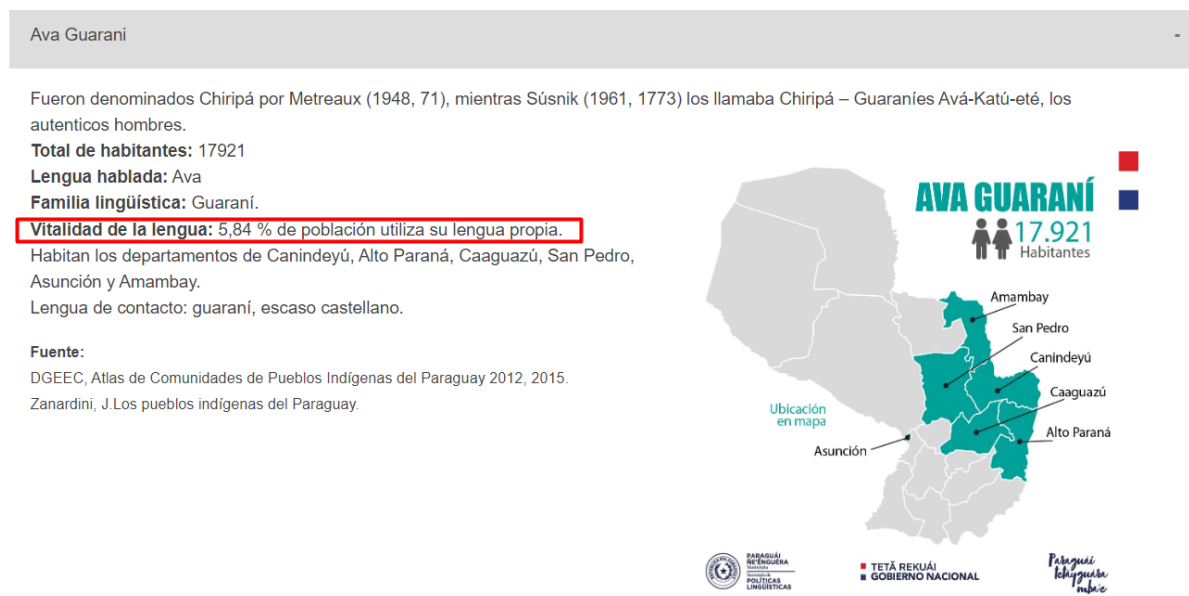 Ava Guarani
-
Fueron denominados Chiripá por Metreaux (1948, 71), mientras Súsnik (1961, 1773) los llamaba Chiripá – Guaraníes Avá-Katú-eté, los
autenticos hombres.
Total de habitantes: 17921
Lengua hablada: Ava
Familia lingüística: Guaraní.
Vitalidad de la lengua: 5,84 % de población utiliza su lengua propia.
Habitan los departamentos de Canindeyú, Alto Paraná, Caaguazú, San Pedro,
Asunción y Amambay.
Lengua de contacto: guaraní, escaso castellano.
Fuente:
DGEEC, Atlas de Comunidades de Pueblos Indígenas del Paraguay 2012, 2015.
Zanardini, J.Los pueblos indígenas del Paraguay.
AVA GUARANÍ
17.921
Habitantes
Amambay
San Pedro
Canindeyú
Caaguazú
Alto Paraná
Asunción
Ubicación
en mapa
PARAGUÁI
ÑE'ẼNGUÉRA
POLÍTICAS
LINGÜÍSTICAS
TETÃ REKUÁI
GOBIERNO NACIONAL
Paraguái
tetãyguára
mba'e